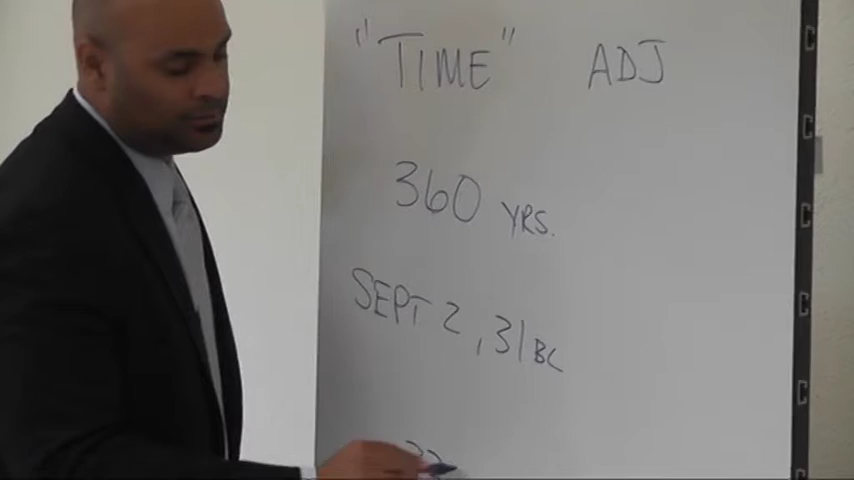 "TIME" ADJ
360 YRS.
SEPT 2, 31 BC